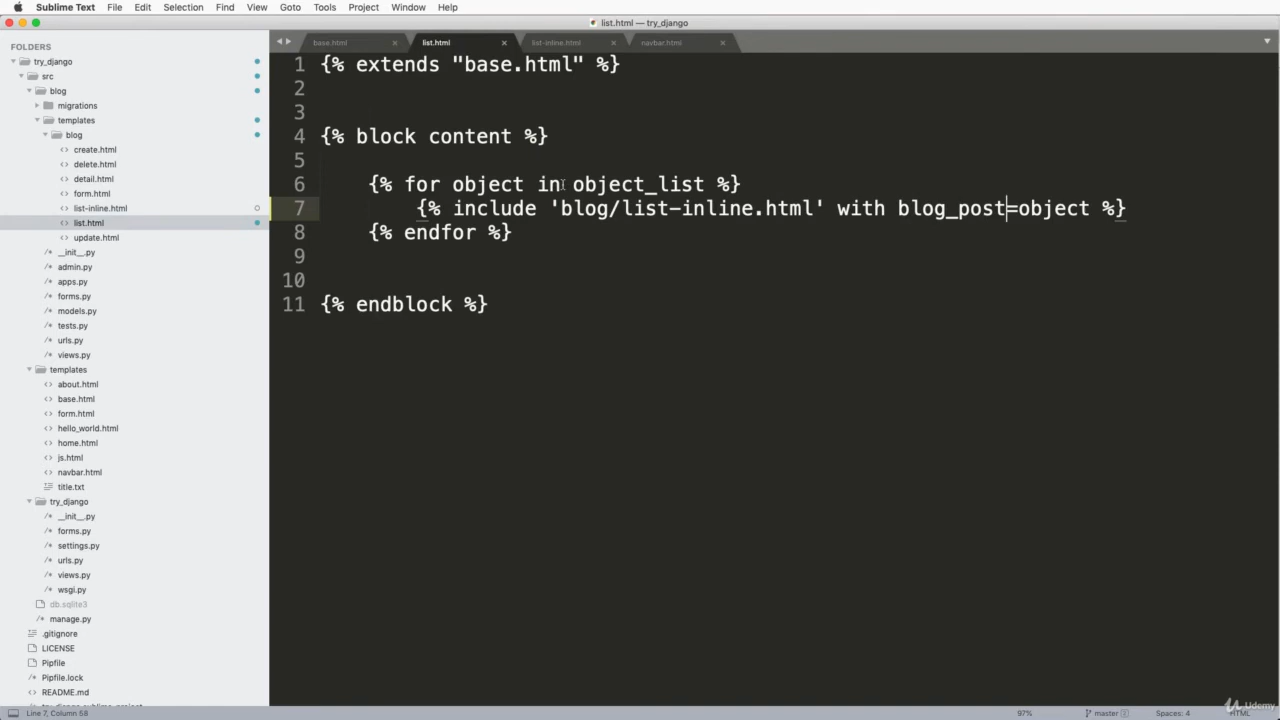 Sublime Text File Edit Selection Find View Goto Tools Project Window Help
list.html — try_django
FOLDERS
try_django
src
blog
migrations
templates
blog
create.html
delete.html
detail.html
form.html
list-inline.html
list.html
update.html
__init__.py
admin.py
apps.py
forms.py
models.py
tests.py
urls.py
views.py
templates
about.html
base.html
form.html
hello_world.html
home.html
js.html
navbar.html
title.txt
try_django
__init__.py
forms.py
settings.py
urls.py
views.py
wsgi.py
db.sqlite3
manage.py
.gitignore
LICENSE
Pipfile
Pipfile.lock
README.md
try_django.sublime-project
base.html list.html list-inline.html navbar.html
1 {% extends "base.html" %}
2
3
4 {% block content %}
5
6 {% for object in object_list %}
7 {% include 'blog/list-inline.html' with blog_post=object %}
8 {% endfor %}
9
10
11 {% endblock %}
Line 7, Column 58 97% master 2 Spaces: 4 HTML
Udemy